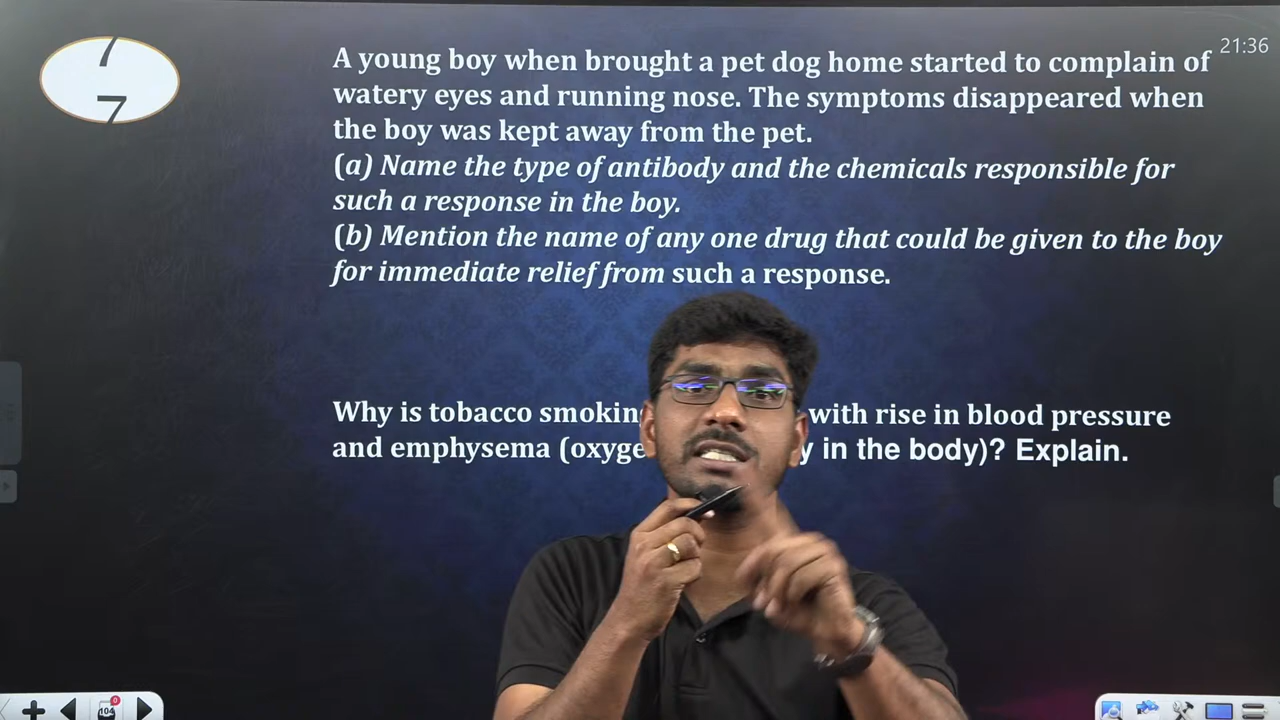 7
7
21:36
A young boy when brought a pet dog home started to complain of
watery eyes and running nose. The symptoms disappeared when
the boy was kept away from the pet.
(a) Name the type of antibody and the chemicals responsible for
such a response in the boy.
(b) Mention the name of any one drug that could be given to the boy
for immediate relief from such a response.
Why is tobacco with rise in blood pressure
and emphysema in the body)? Explain.
104
0